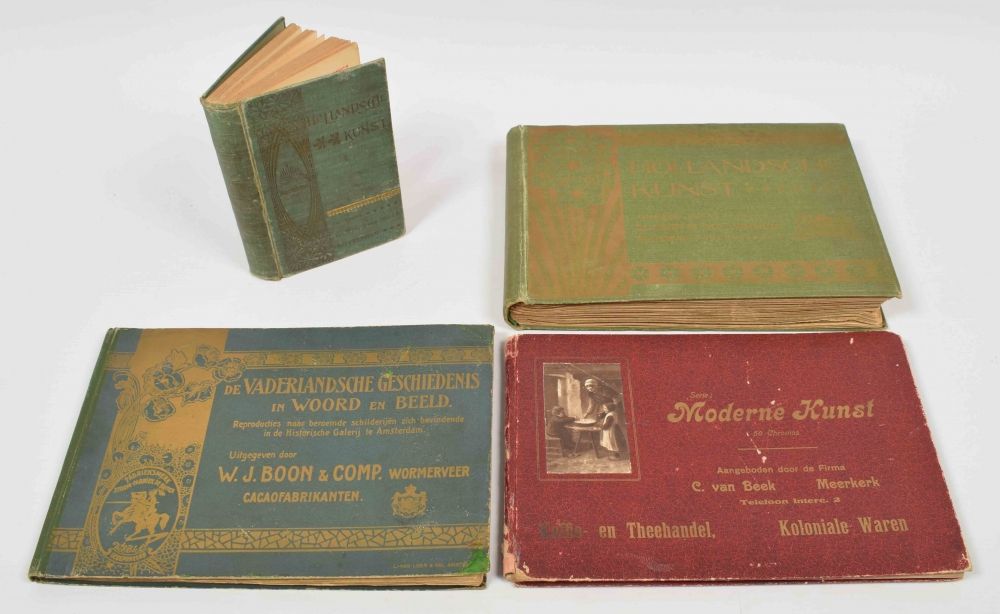 HOLLANDSCHE
KUNST
HOLLANDSCHE
KUNST
DE VADERLANDSCHE GESCHIEDENIS
IN WOORD EN BEELD.
Reproducties naar beroemde schilderijen zich bevindende
in de Historische Galerij te Amsterdam.
Uitgegeven door
W. J. BOON & COMP. WORMERVEER
CACAOFABRIKANTEN.
FABRIEKSMERK
Serie:
Moderne Kunst
50 Chromos
Aangeboden door de Firma
C. van Beek Meerkerk
Telefoon Interc. 2
Koffie- en Theehandel, Koloniale Waren